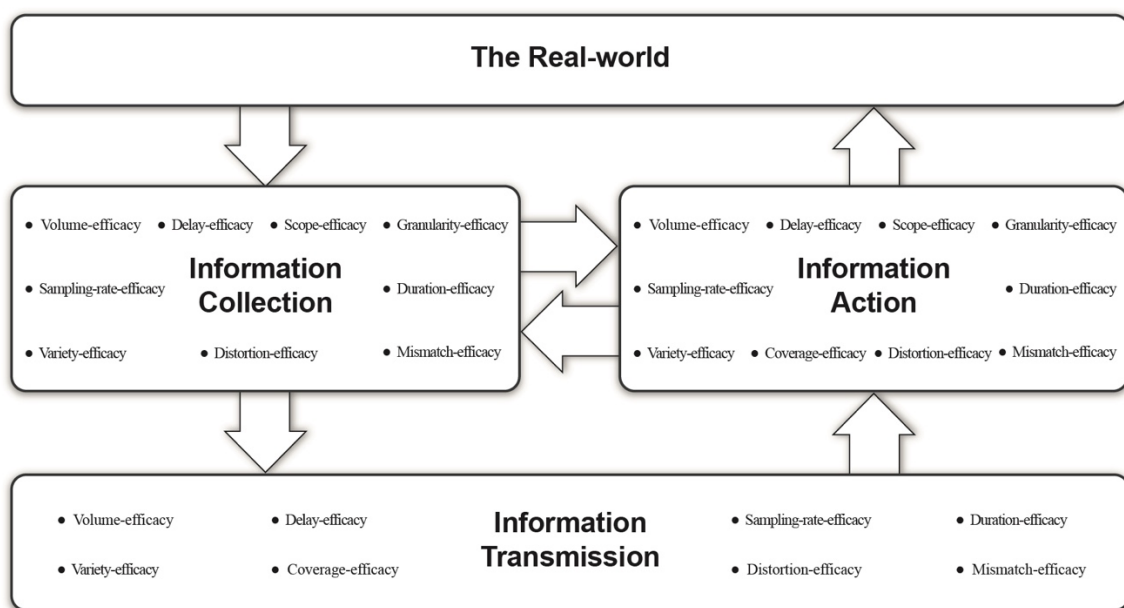 The Real-world
• Volume-efficacy • Delay-efficacy • Scope-efficacy • Granularity-efficacy
Information
Collection
• Sampling-rate-efficacy • Duration-efficacy
• Variety-efficacy • Distortion-efficacy • Mismatch-efficacy
• Volume-efficacy • Delay-efficacy • Scope-efficacy • Granularity-efficacy
Information
Action
• Sampling-rate-efficacy • Duration-efficacy
• Variety-efficacy • Coverage-efficacy • Distortion-efficacy • Mismatch-efficacy
• Volume-efficacy • Delay-efficacy
Information
Transmission
• Sampling-rate-efficacy • Duration-efficacy
• Variety-efficacy • Coverage-efficacy
• Distortion-efficacy • Mismatch-efficacy